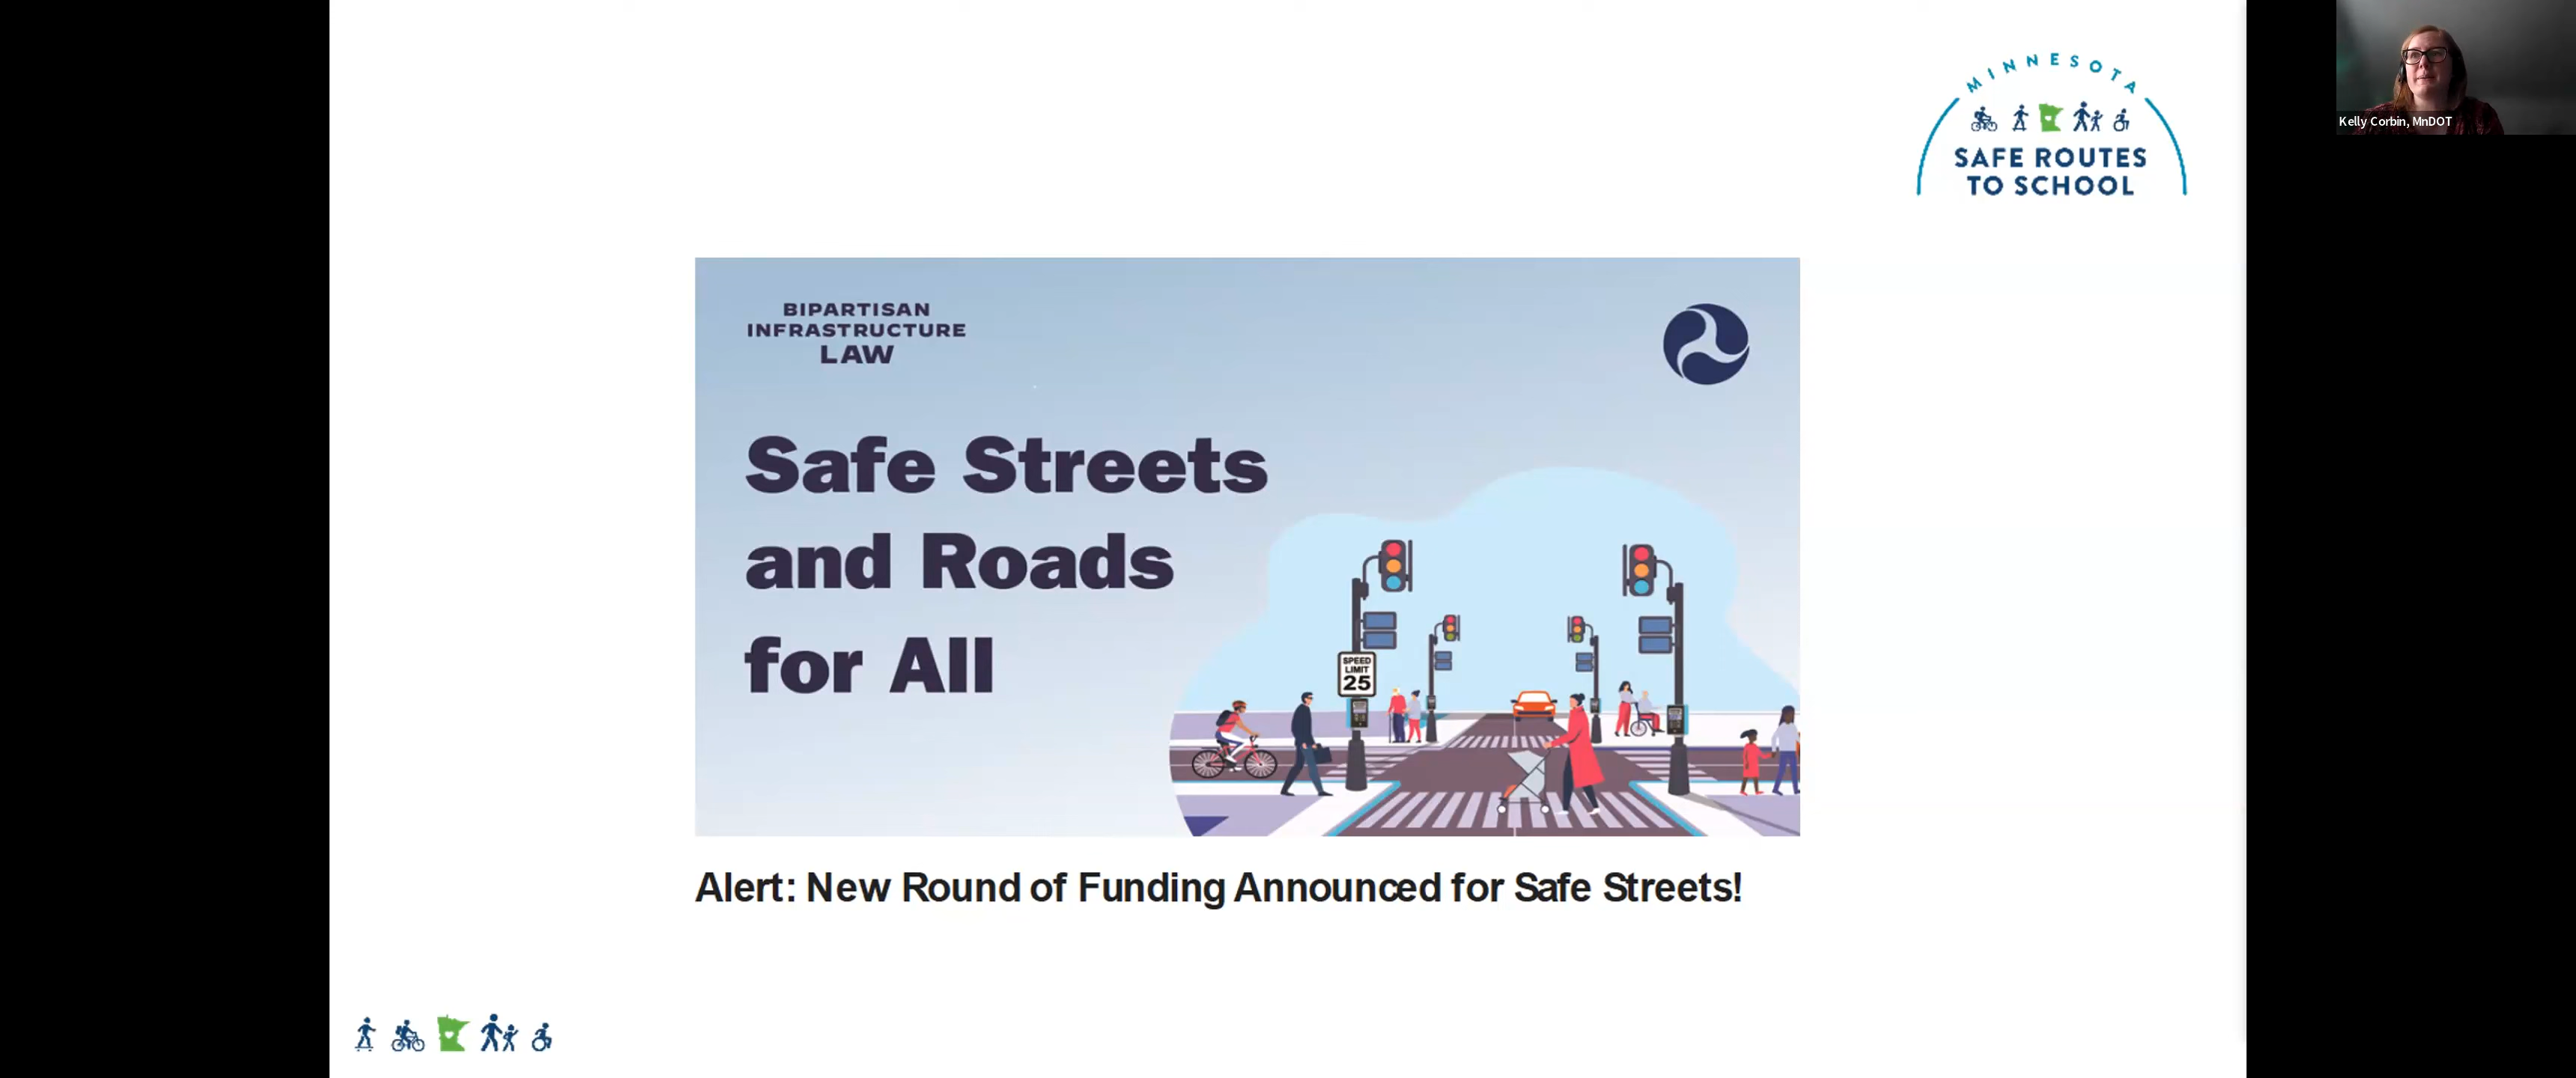 MINNESOTA
SAFE ROUTES
TO SCHOOL
Kelly Corbin, MnDOT
BIPARTISAN
INFRASTRUCTURE
LAW
Safe Streets
and Roads
for All
SPEED
LIMIT
25
Alert: New Round of Funding Announced for Safe Streets!